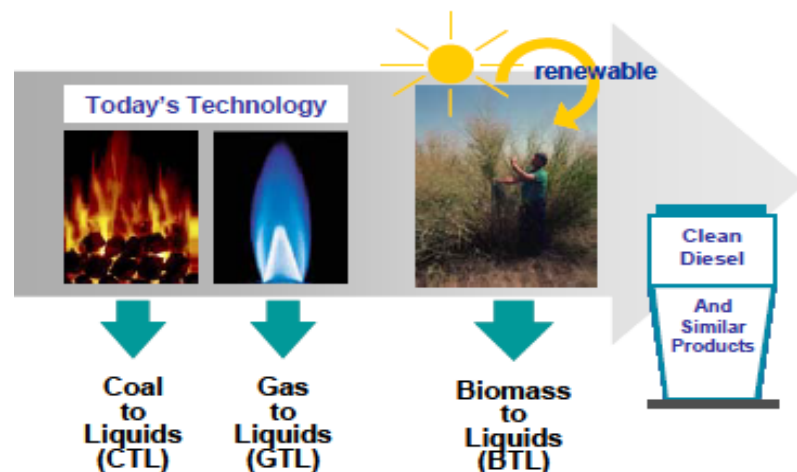 renewable
Today's Technology
Clean
Diesel
And
Similar
Products
Coal
to
Liquids
(CTL)
Gas
to
Liquids
(GTL)
Biomass
to
Liquids
(BTL)